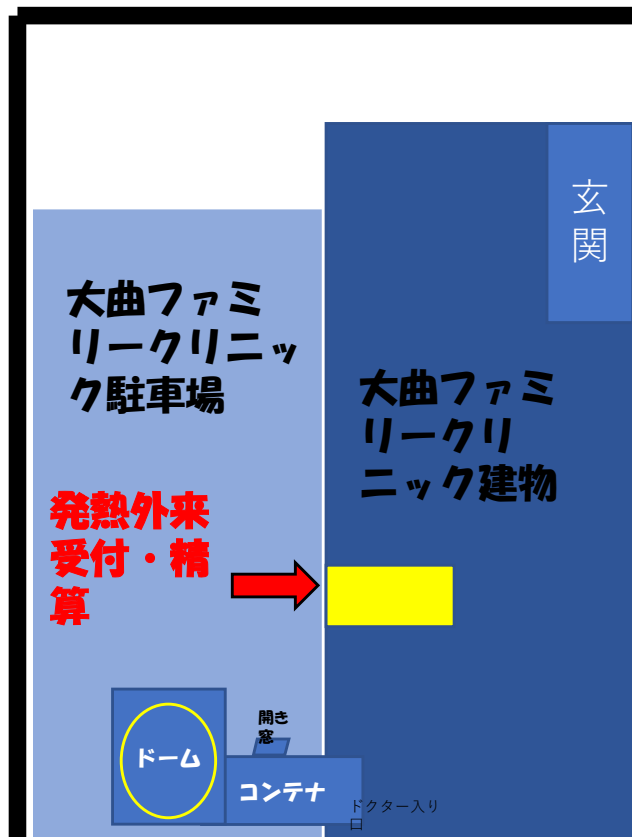 玄
関
大曲ファミ
リークリニッ
ク駐車場
大曲ファミ
リークリ
ニック建物
発熱外来
受付・精
算
開き
窓
ドーム
コンテナ
ドクター入り
口